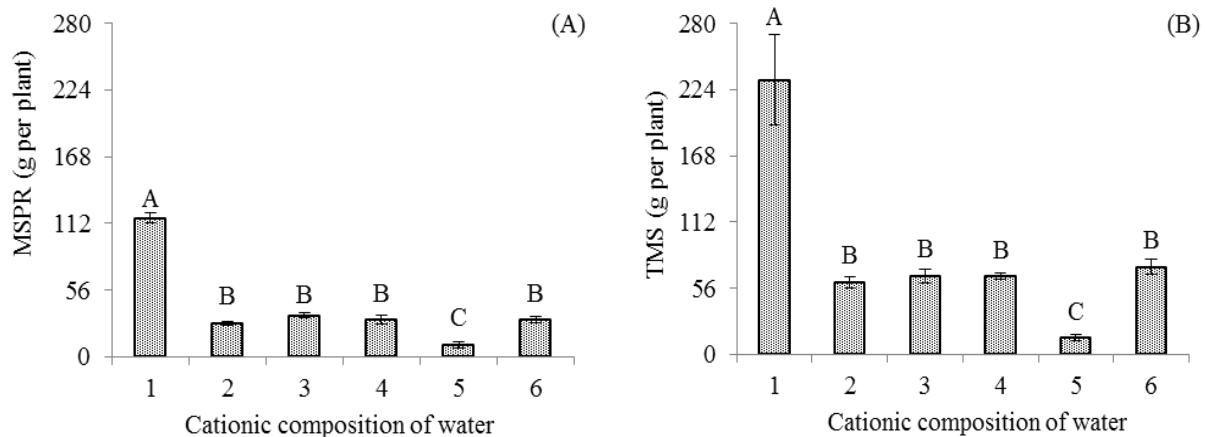 (A)
MSPR (g per plant)
280
224
168
112
56
0
A
B
B
B
C
B
1 2 3 4 5 6
Cationic composition of water
(B)
TMS (g per plant)
280
224
168
112
56
0
A
B
B
B
C
B
1 2 3 4 5 6
Cationic composition of water